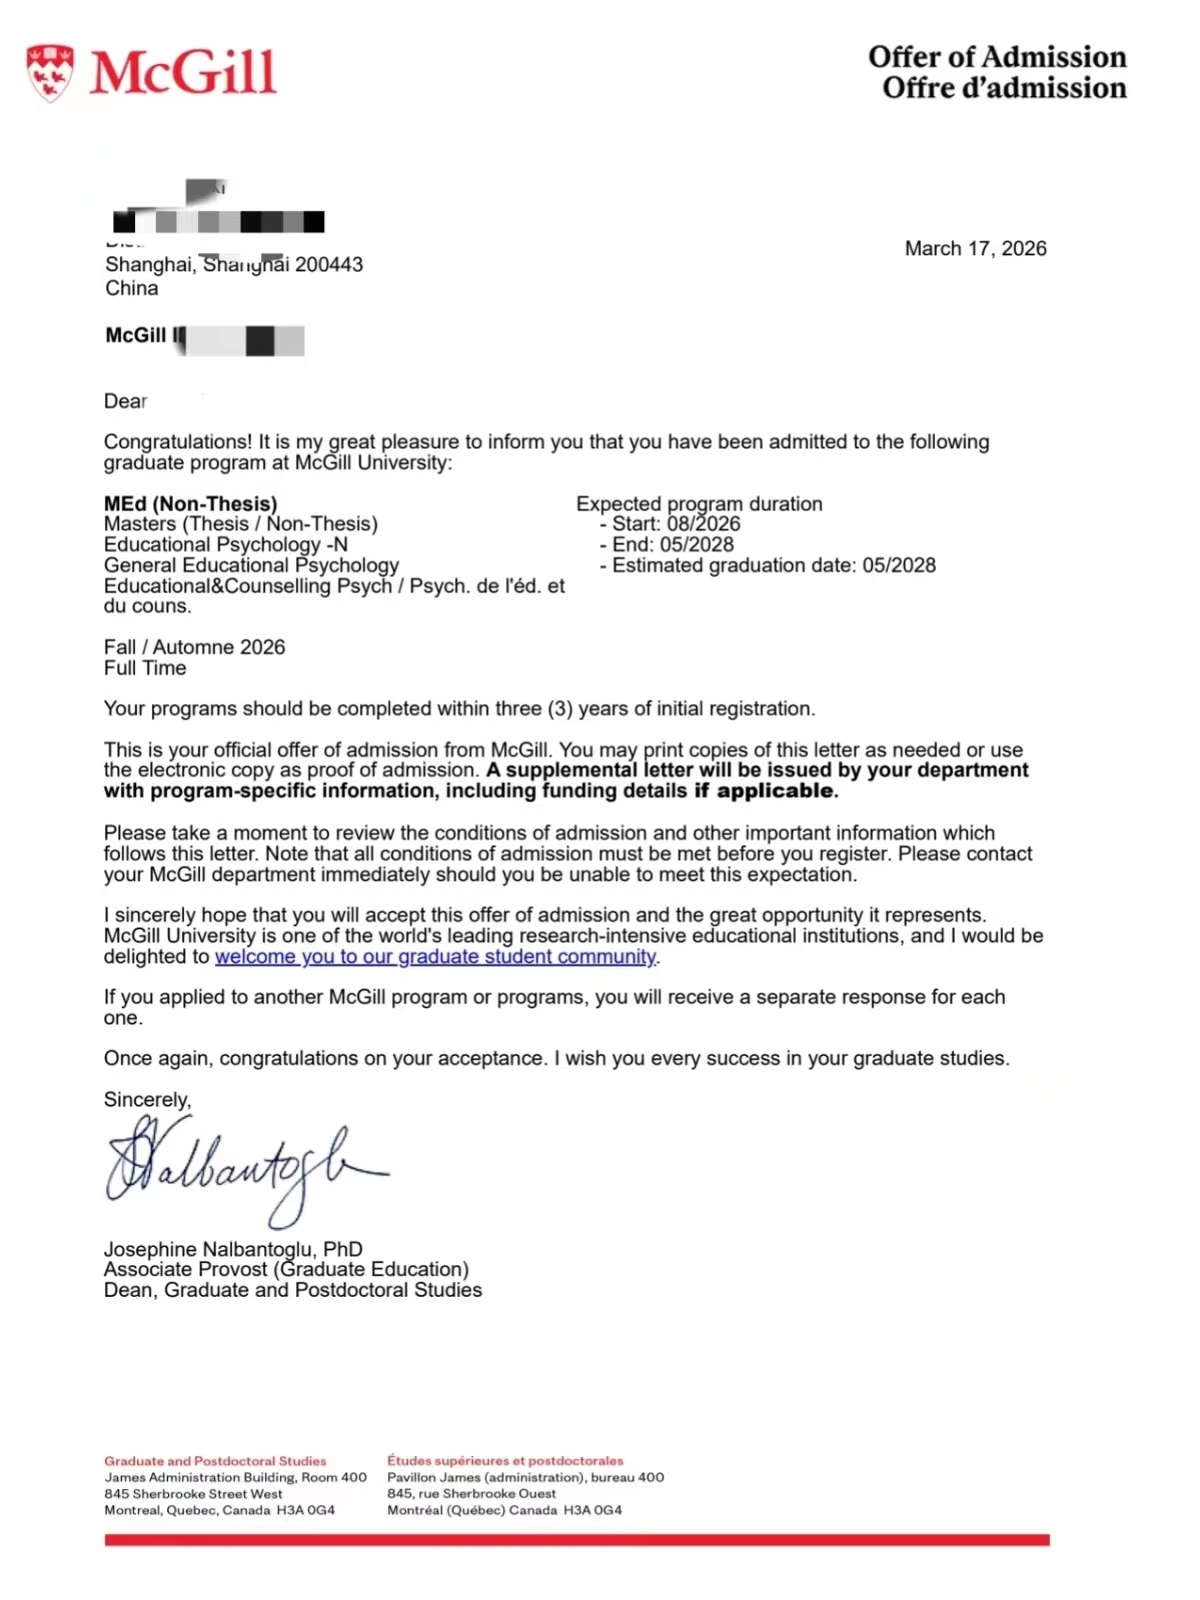 McGill
Offer of Admission
Offre d'admission
March 17, 2026
Shanghai, Shanghai 200443
China
McGill
Dear
Congratulations! It is my great pleasure to inform you that you have been admitted to the following
graduate program at McGill University:
MEd (Non-Thesis)
Masters (Thesis / Non-Thesis)
Educational Psychology -N
General Educational Psychology
Educational&Counselling Psych / Psych. de l'éd. et
du couns.
Expected program duration
- Start: 08/2026
- End: 05/2028
- Estimated graduation date: 05/2028
Fall / Automne 2026
Full Time
Your programs should be completed within three (3) years of initial registration.
This is your official offer of admission from McGill. You may print copies of this letter as needed or use
the electronic copy as proof of admission. A supplemental letter will be issued by your department
with program-specific information, including funding details if applicable.
Please take a moment to review the conditions of admission and other important information which
follows this letter. Note that all conditions of admission must be met before you register. Please contact
your McGill department immediately should you be unable to meet this expectation.
I sincerely hope that you will accept this offer of admission and the great opportunity it represents.
McGill University is one of the world's leading research-intensive educational institutions, and I would be
delighted to welcome you to our graduate student community.
If you applied to another McGill program or programs, you will receive a separate response for each
one.
Once again, congratulations on your acceptance. I wish you every success in your graduate studies.
Sincerely,
Josephine Nalbantoglu, PhD
Associate Provost (Graduate Education)
Dean, Graduate and Postdoctoral Studies
Graduate and Postdoctoral Studies
James Administration Building, Room 400
845 Sherbrooke Street West
Montreal, Quebec, Canada H3A 0G4
Études supérieures et postdoctorales
Pavillon James (administration), bureau 400
845, rue Sherbrooke Ouest
Montréal (Québec) Canada H3A 0G4